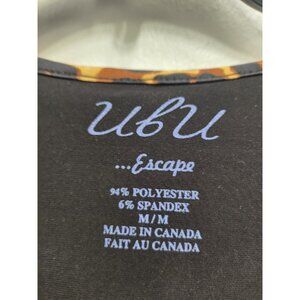 UbU
...Escape
94% POLYESTER
6% SPANDEX
M / M
MADE IN CANADA
FAIT AU CANADA